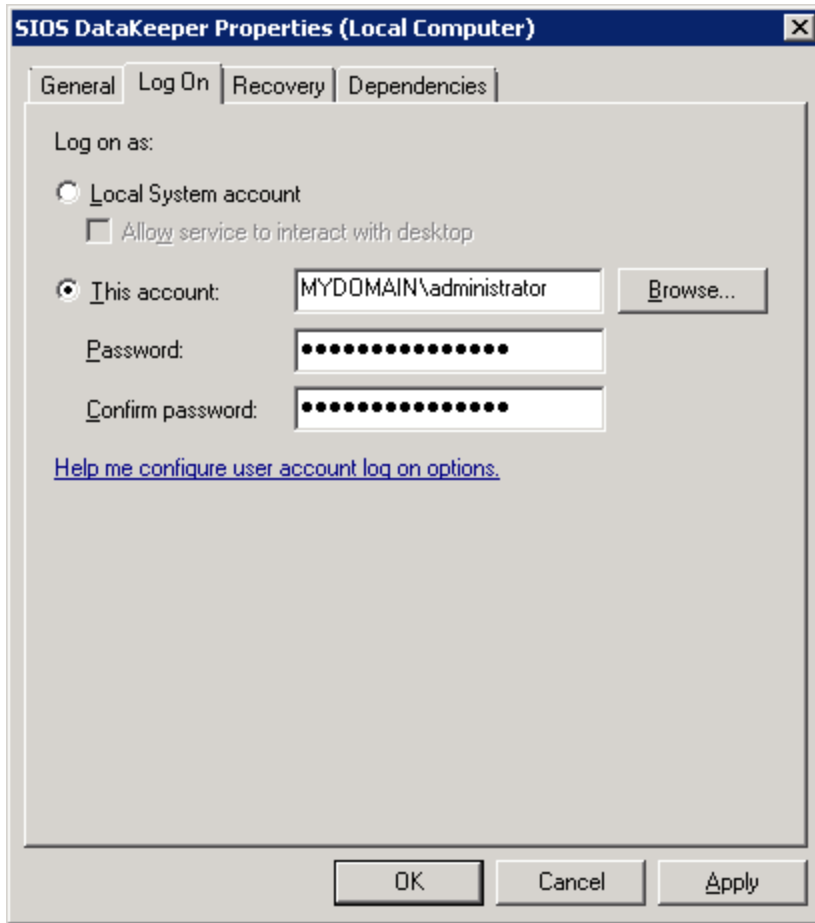 SIOS DataKeeper Properties (Local Computer)
General Log On Recovery Dependencies
Log on as:
Local System account
Allow service to interact with desktop
This account: MYDOMAIN\administrator Browse...
Password: •••••••••••••••
Confirm password: •••••••••••••••
Help me configure user account log on options.
OK Cancel Apply